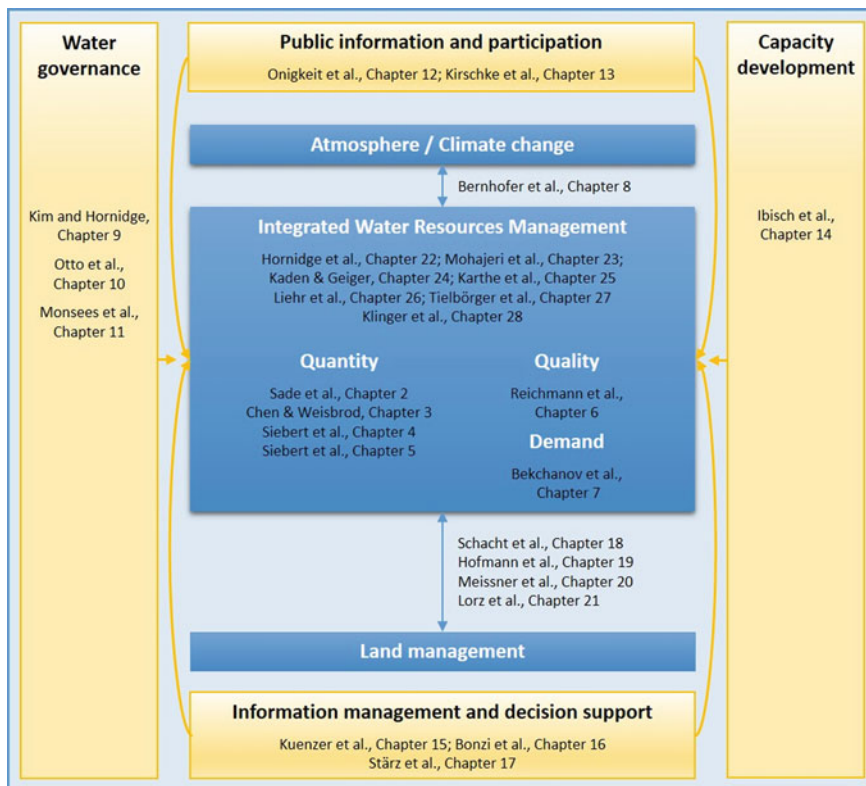 Water
governance
Kim and Hornidge,
Chapter 9
Otto et al.,
Chapter 10
Monsees et al.,
Chapter 11
Public information and participation
Onigkeit et al., Chapter 12; Kirschke et al., Chapter 13
Atmosphere / Climate change
Bernhofer et al., Chapter 8
Integrated Water Resources Management
Hornidge et al., Chapter 22; Mohajeri et al., Chapter 23;
Kaden & Geiger, Chapter 24; Karthe et al., Chapter 25
Liehr et al., Chapter 26; Tielbörger et al., Chapter 27
Klinger et al., Chapter 28
Quantity
Sade et al., Chapter 2
Chen & Weisbrod, Chapter 3
Siebert et al., Chapter 4
Siebert et al., Chapter 5
Quality
Reichmann et al.,
Chapter 6
Demand
Bekchanov et al.,
Chapter 7
Schacht et al., Chapter 18
Hofmann et al., Chapter 19
Meissner et al., Chapter 20
Lorz et al., Chapter 21
Land management
Information management and decision support
Kuenzer et al., Chapter 15; Bonzi et al., Chapter 16
Stärz et al., Chapter 17
Capacity
development
Ibisch et al.,
Chapter 14